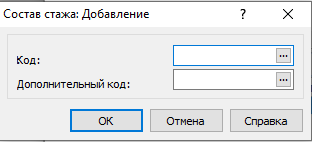 Состав стажа: Добавление
Код:
Дополнительный код:
OK Отмена Справка